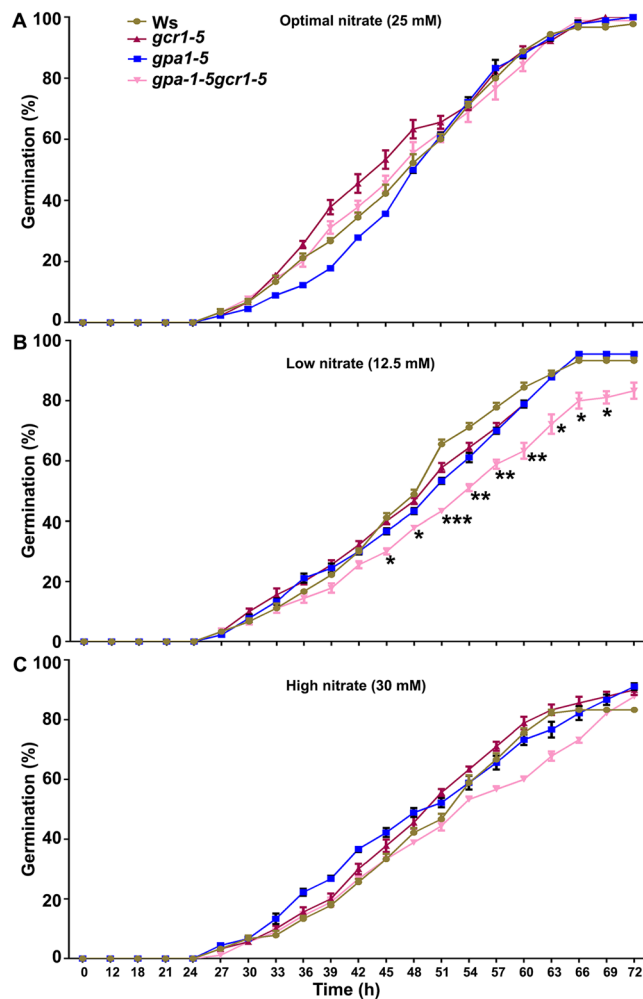 A
Optimal nitrate (25 mM)
Ws
gcr1-5
gpa1-5
gpa-1-5gcr1-5
Germination (%)
100
80
60
40
20
0
B
Low nitrate (12.5 mM)
Germination (%)
100
80
60
40
20
0
*
*
***
**
**
**
*
*
*
C
High nitrate (30 mM)
Germination (%)
100
80
60
40
20
0
0 12 18 21 24 27 30 33 36 39 42 45 48 51 54 57 60 63 66 69 72
Time (h)